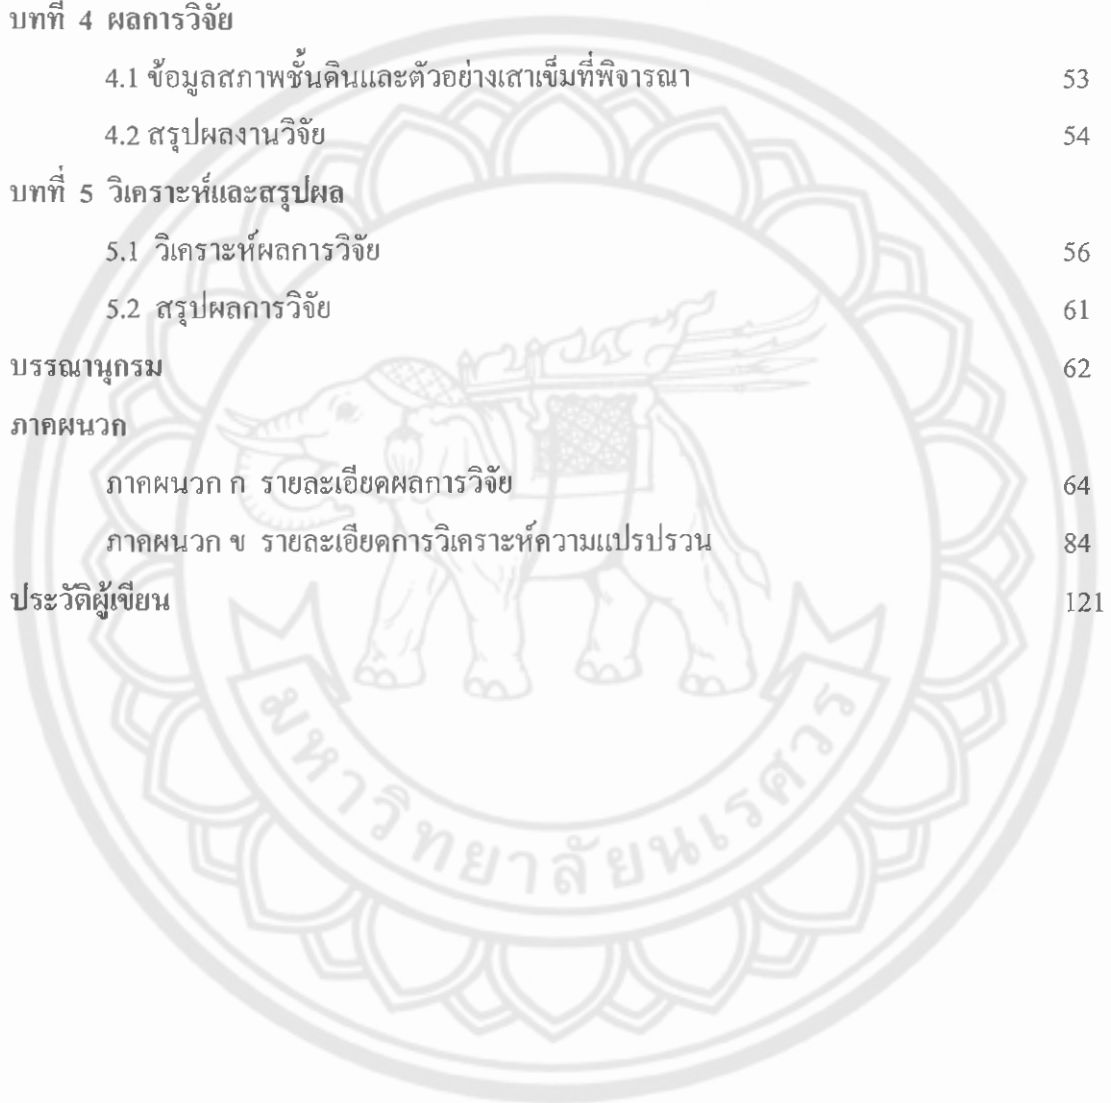 บทที่ 4 ผลการวิจัย
4.1 ข้อมูลสภาพชั้นดินและตัวอย่างเสาเข็มที่พิจารณา 53
4.2 สรุปผลงานวิจัย 54
บทที่ 5 วิเคราะห์และสรุปผล
5.1 วิเคราะห์ผลการวิจัย 56
5.2 สรุปผลการวิจัย 61
บรรณานุกรม 62
ภาคผนวก
ภาคผนวก ก รายละเอียดผลการวิจัย 64
ภาคผนวก ข รายละเอียดการวิเคราะห์ความแปรปรวน 84
ประวัติผู้เขียน 121
มหาวิทยาลัยนเรศวร